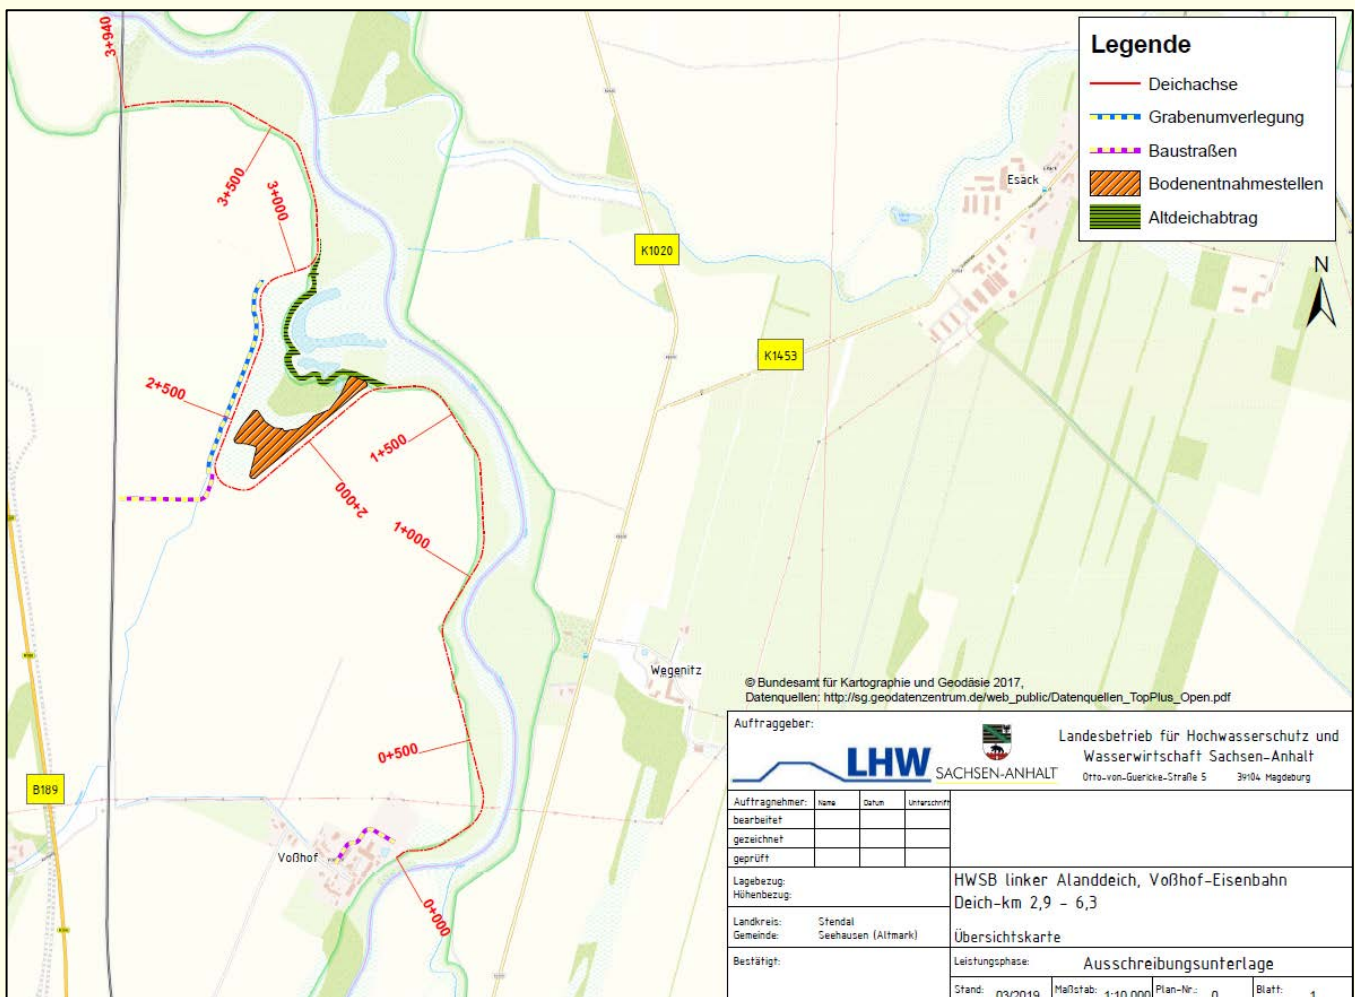 3+940
Legende
Deichachse
Grabenumverlegung
Baustraßen
Bodenentnahmestellen
Altdeichabtrag
N
3+500
3+000
K1020
Esack
K1453
2+500
1+500
2+000
1+000
Wegenitz
0+500
B189
Voßhof
0+000
© Bundesamt für Kartographie und Geodäsie 2017,
Datenquellen: http://sg.geodatenzentrum.de/web_public/Datenquellen_TopPlus_Open.pdf
Auftraggeber:
LHW
SACHSEN-ANHALT
Landesbetrieb für Hochwasserschutz und
Wasserwirtschaft Sachsen-Anhalt
Otto-von-Guericke-Straße 5 39104 Magdeburg
Auftragnehmer: Name Datum Unterschrift
bearbeitet
gezeichnet
geprüft
Lagebezug:
Höhenbezug:
HWSB linker Alanddeich, Voßhof-Eisenbahn
Deich-km 2,9 - 6,3
Übersichtskarte
Landkreis: Stendal
Gemeinde: Seehausen (Altmark)
Bestätigt:
Leistungsphase: Ausschreibungsunterlage
Stand: 03/2019 Maßstab: 1:10.000 Plan-Nr.: 0 Blatt: 1